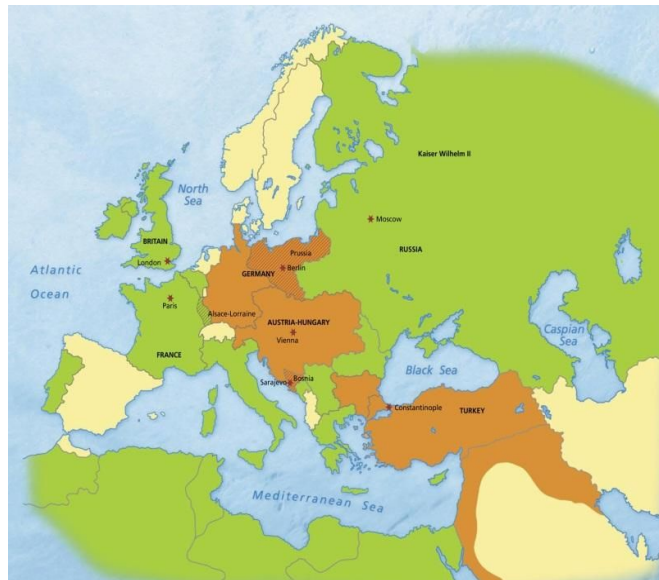 Kaiser Wilhelm II
North
Sea
Moscow
BRITAIN
RUSSIA
Prussia
London
Berlin
Atlantic
Ocean
GERMANY
Paris
Alsace-Lorraine
AUSTRIA-HUNGARY
Vienna
Caspian
Sea
FRANCE
Black Sea
Sarajevo
Bosnia
Constantinople
TURKEY
Mediterranean Sea